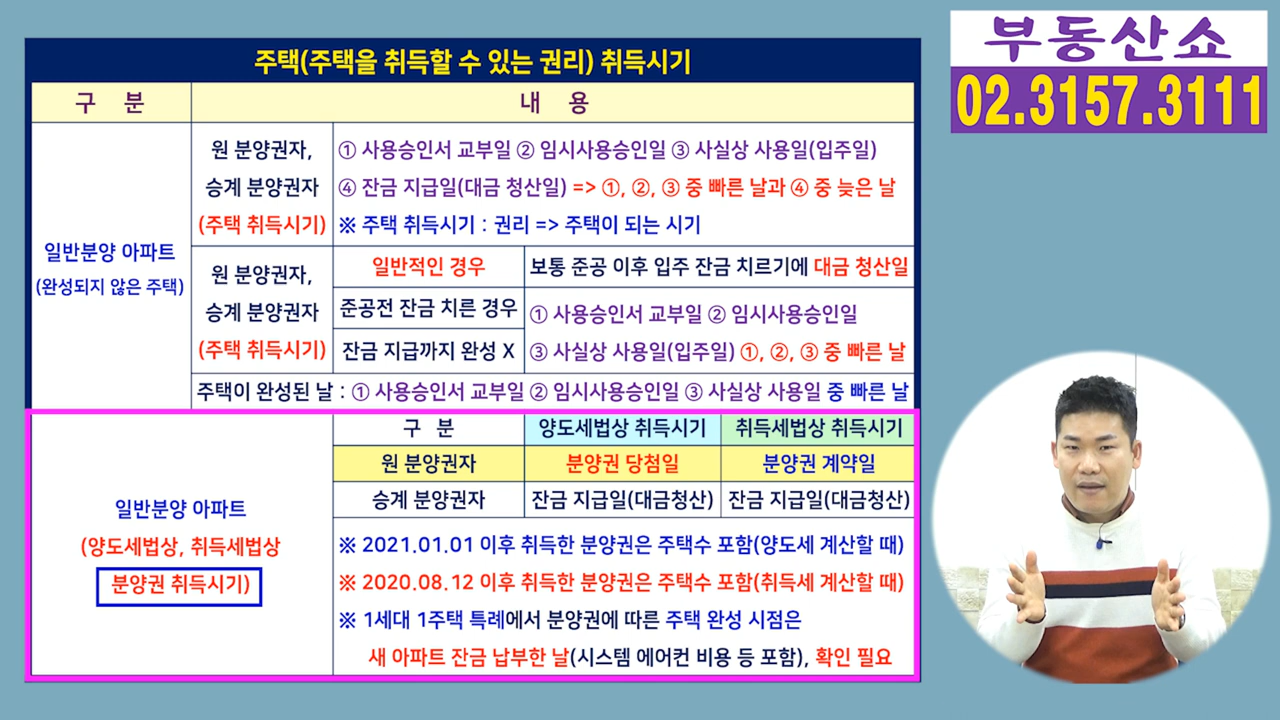 부동산쇼
02.3157.3111
주택(주택을 취득할 수 있는 권리) 취득시기
구 분
내 용
일반분양 아파트
(완성되지 않은 주택)
원 분양권자,
승계 분양권자
(주택 취득시기)
① 사용승인서 교부일 ② 임시사용승인일 ③ 사실상 사용일(입주일)
④ 잔금 지급일(대금 청산일) => ①, ②, ③ 중 빠른 날과 ④ 중 늦은 날
※ 주택 취득시기 : 권리 => 주택이 되는 시기
원 분양권자,
승계 분양권자
(주택 취득시기)
일반적인 경우
보통 준공 이후 입주 잔금 치르기에 대금 청산일
준공전 잔금 치른 경우
잔금 지급까지 완성 X
① 사용승인서 교부일 ② 임시사용승인일
③ 사실상 사용일(입주일) ①, ②, ③ 중 빠른 날
주택이 완성된 날 : ① 사용승인서 교부일 ② 임시사용승인일 ③ 사실상 사용일 중 빠른 날
일반분양 아파트
(양도세법상, 취득세법상
분양권 취득시기)
구 분
양도세법상 취득시기
취득세법상 취득시기
원 분양권자
분양권 당첨일
분양권 계약일
승계 분양권자
잔금 지급일(대금청산)
잔금 지급일(대금청산)
※ 2021.01.01 이후 취득한 분양권은 주택수 포함(양도세 계산할 때)
※ 2020.08.12 이후 취득한 분양권은 주택수 포함(취득세 계산할 때)
※ 1세대 1주택 특례에서 분양권에 따른 주택 완성 시점은
새 아파트 잔금 납부한 날(시스템 에어컨 비용 등 포함), 확인 필요